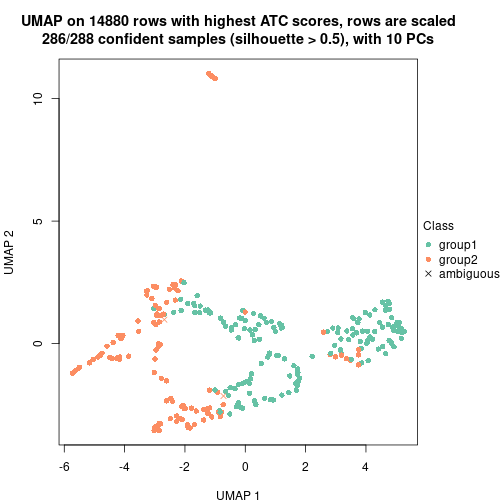 UMAP on 14880 rows with highest ATC scores, rows are scaled
286/288 confident samples (silhouette > 0.5), with 10 PCs
10
5
0
UMAP 2
-6
-4
-2
0
2
4
UMAP 1
Class
group1
group2
ambiguous